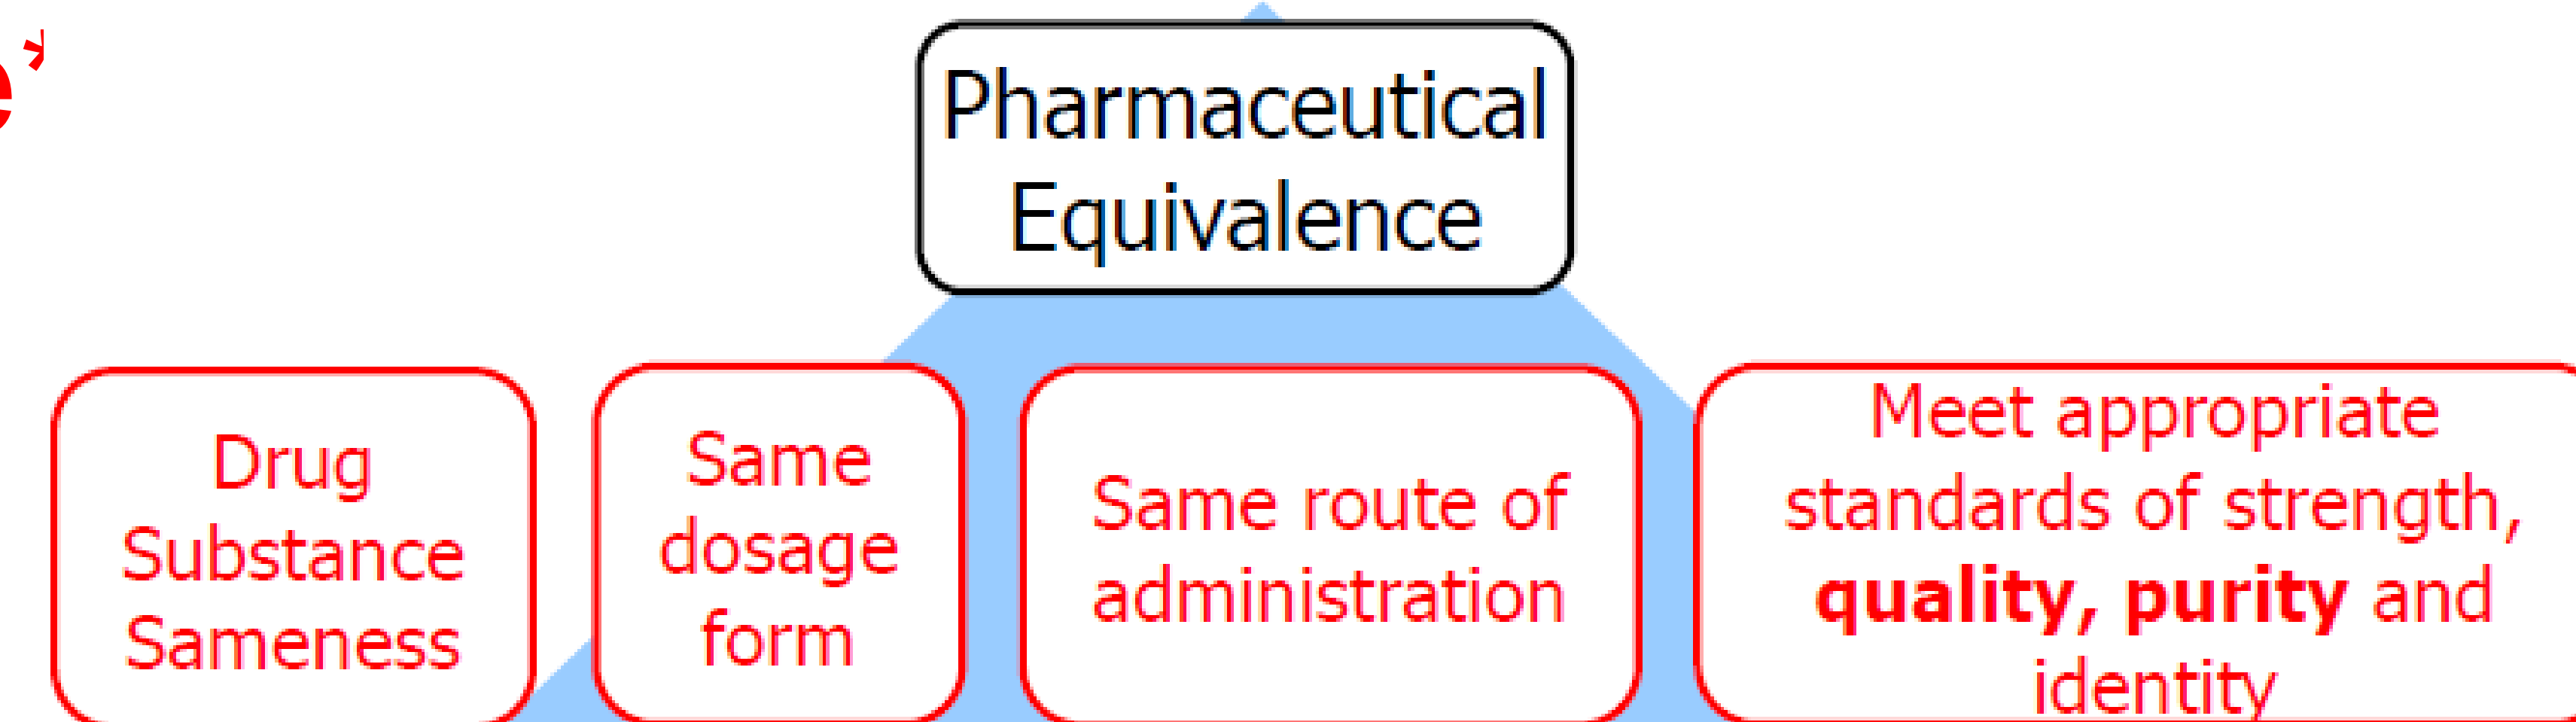 e*
Pharmaceutical
Equivalence
Drug
Substance
Sameness
Same
dosage
form
Same route of
administration
Meet appropriate
standards of strength,
quality, purity and
identity